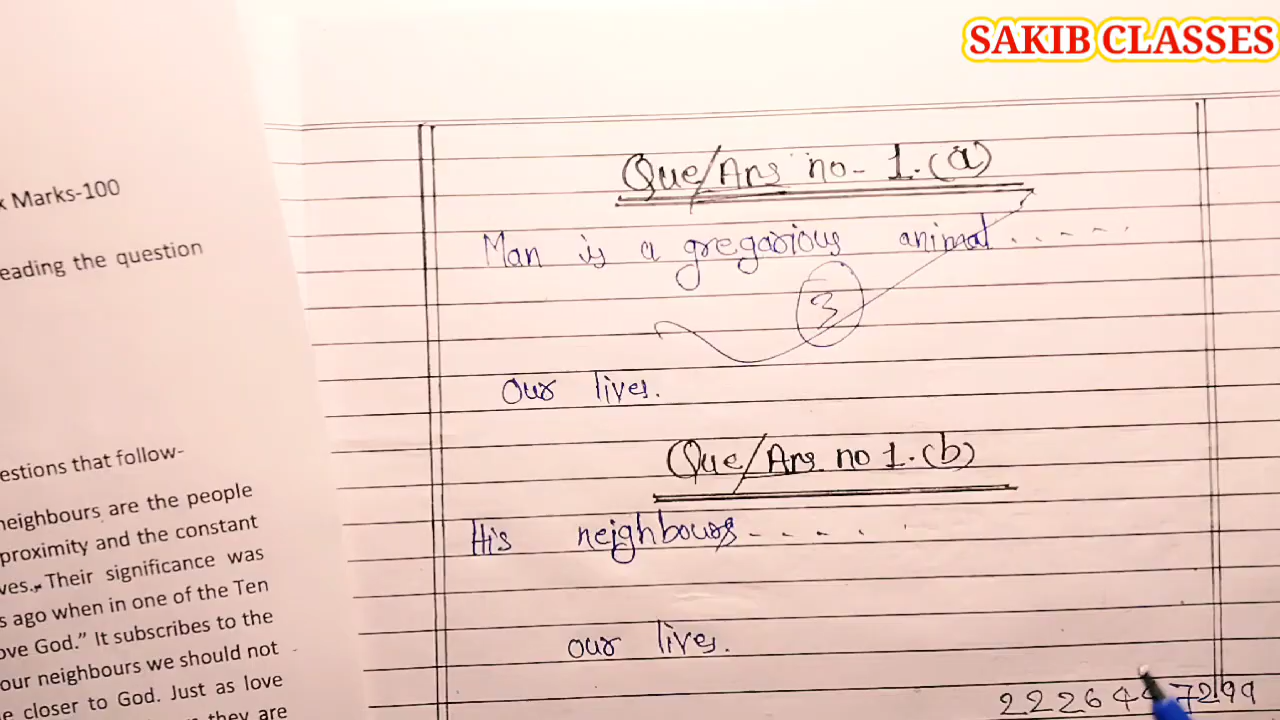 SAKIB CLASSES
x Marks-100
eading the question
estions that follow-
neighbours are the people
proximity and the constant
ves. Their significance was
s ago when in one of the Ten
ove God." It subscribes to the
our neighbours we should not
e closer to God. Just as love
they are
Que/Ans no- 1.(a)
Man is a gregarious animal.....
3
Our lives.
Que/Ans no 1.(b)
His neighbours-....
our lives.